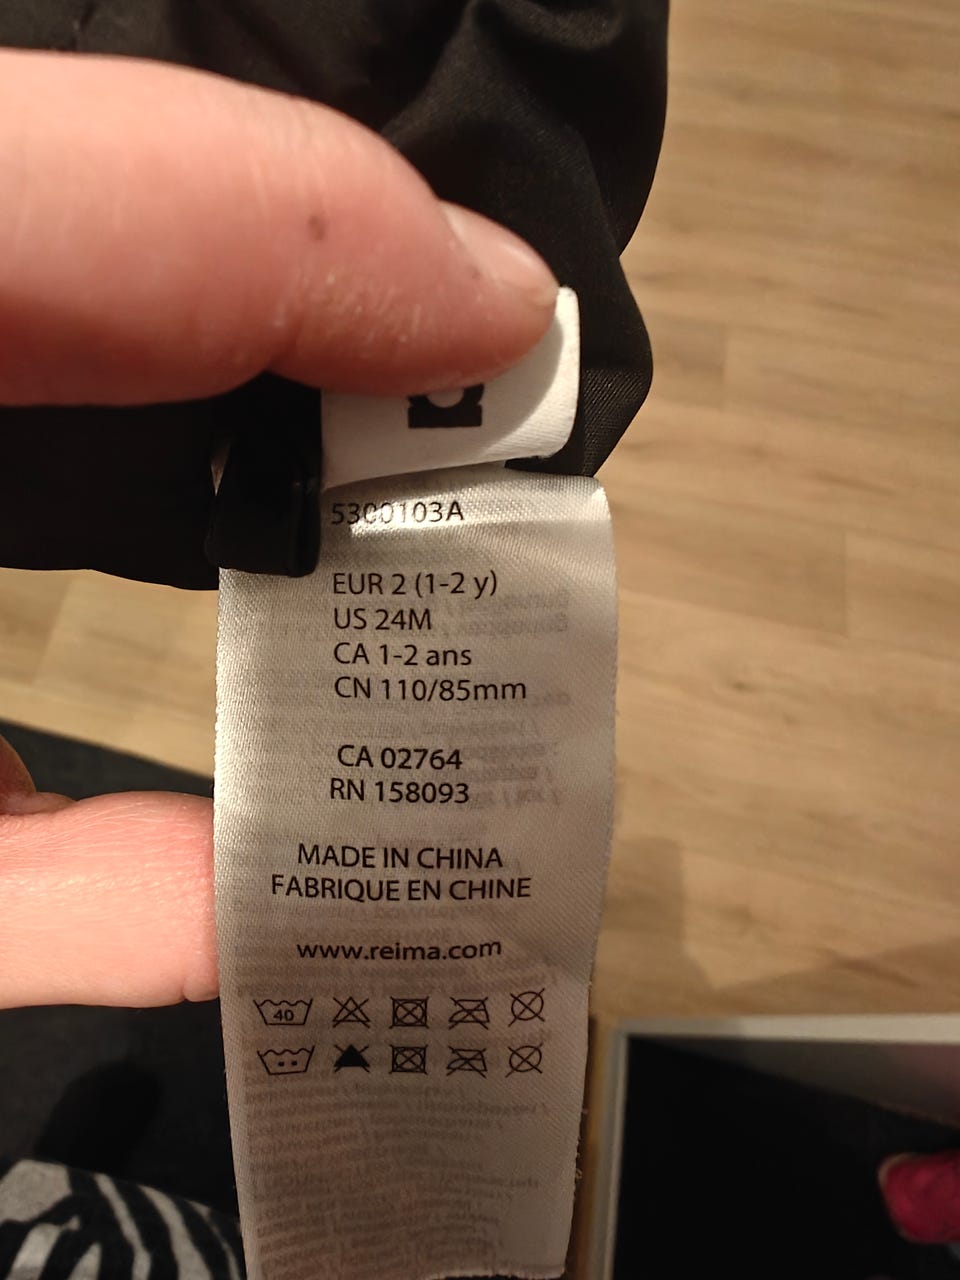 5300103A
EUR 2 (1-2 y)
US 24M
CA 1-2 ans
CN 110/85mm
CA 02764
RN 158093
MADE IN CHINA
FABRIQUE EN CHINE
www.reima.com
40